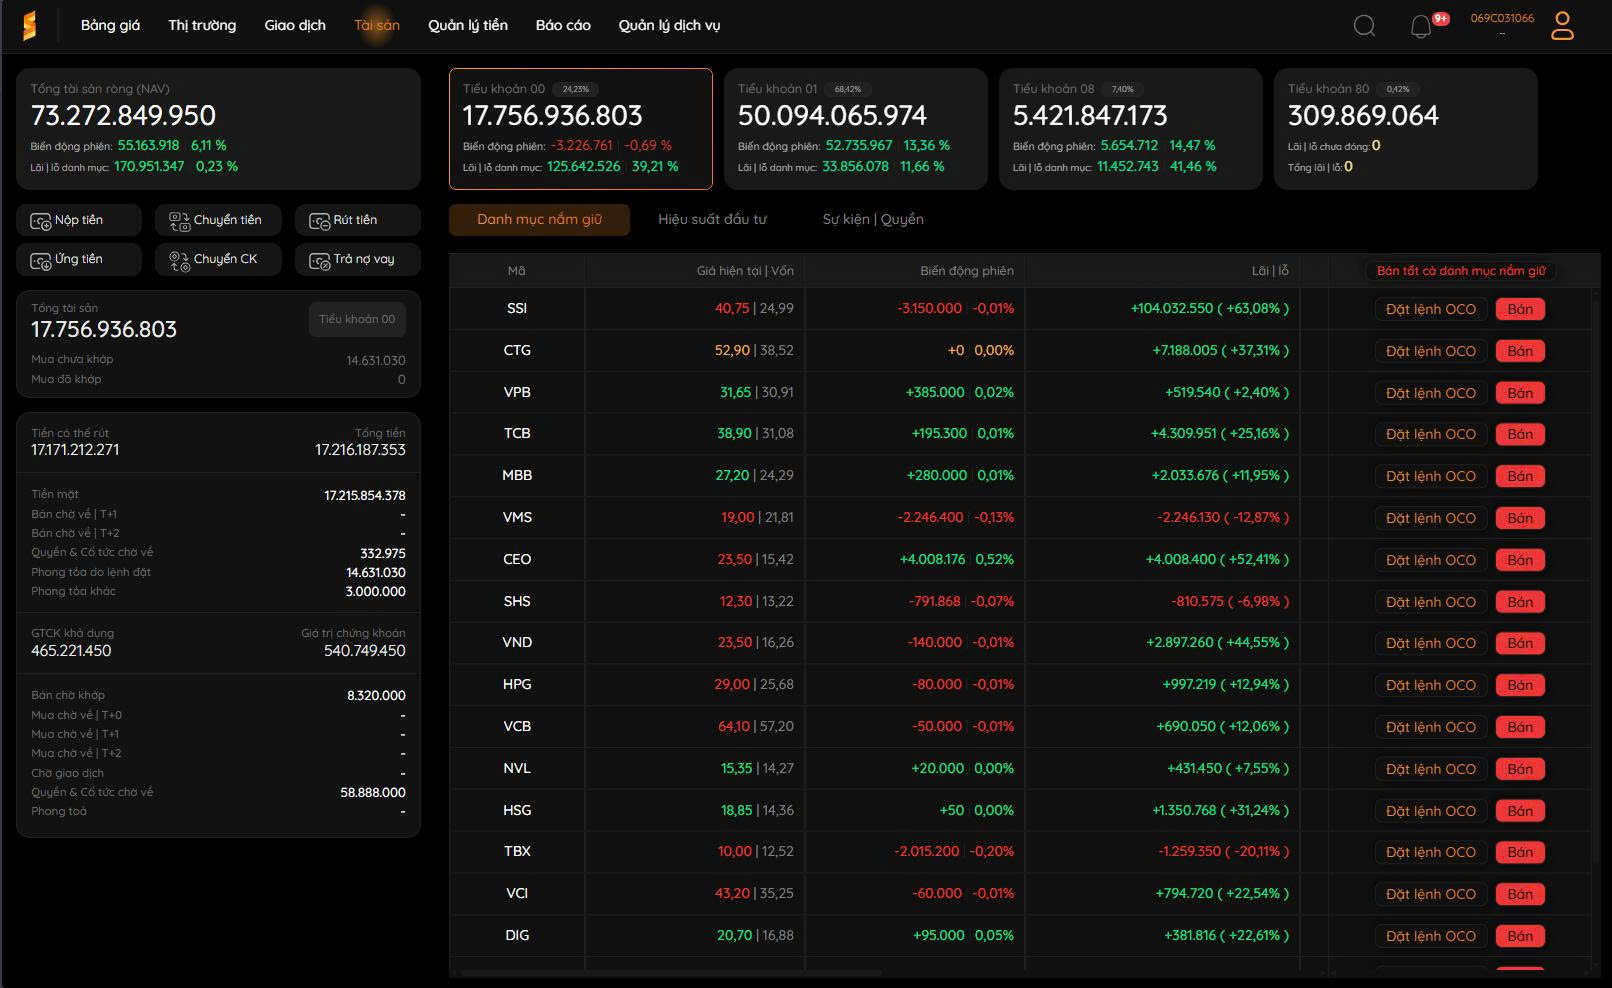 Bảng giá Thị trường Giao dịch Tài sản Quản lý tiền Báo cáo Quản lý dịch vụ 9+ 069C031066
--
Tổng tài sản ròng (NAV)
73.272.849.950
Biến động phiên: 55.163.918 6,11 %
Lãi | lỗ danh mục: 170.951.347 0,23 %
Tiểu khoản 00 24,23%
17.756.936.803
Biến động phiên: -3.226.761 -0,69 %
Lãi | lỗ danh mục: 125.642.526 39,21 %
Tiểu khoản 01 68,42%
50.094.065.974
Biến động phiên: 52.735.967 13,36 %
Lãi | lỗ danh mục: 33.856.078 11,66 %
Tiểu khoản 08 7,40%
5.421.847.173
Biến động phiên: 5.654.712 14,47 %
Lãi | lỗ danh mục: 11.452.743 41,46 %
Tiểu khoản 80 0,42%
309.869.064
Lãi | lỗ chưa đóng: 0
Tổng lãi | lỗ: 0
Nộp tiền Chuyển tiền Rút tiền
Ứng tiền Chuyển CK Trả nợ vay
Tổng tài sản
17.756.936.803
Tiểu khoản 00
Mua chưa khớp 14.631.030
Mua đã khớp 0
Tiền có thể rút Tổng tiền
17.171.212.271 17.216.187.353
Tiền mặt 17.215.854.378
Bán chờ về | T+1 -
Bán chờ về | T+2 -
Quyền & Cổ tức chờ về 332.975
Phong tỏa do lệnh đặt 14.631.030
Phong tỏa khác 3.000.000
GTCK khả dụng Giá trị chứng khoán
465.221.450 540.749.450
Bán chờ khớp 8.320.000
Mua chờ về | T+0 -
Mua chờ về | T+1 -
Mua chờ về | T+2 -
Chờ giao dịch -
Quyền & Cổ tức chờ về 58.888.000
Phong toả -
Danh mục nắm giữ Hiệu suất đầu tư Sự kiện | Quyền
Mã Giá hiện tại | Vốn Biến động phiên Lãi | lỗ Bán tất cả danh mục nắm giữ
SSI 40,75 | 24,99 -3.150.000 -0,01% +104.032.550 ( +63,08% ) Đặt lệnh OCO Bán
CTG 52,90 | 38,52 +0 0,00% +7.188.005 ( +37,31% ) Đặt lệnh OCO Bán
VPB 31,65 | 30,91 +385.000 0,02% +519.540 ( +2,40% ) Đặt lệnh OCO Bán
TCB 38,90 | 31,08 +195.300 0,01% +4.309.951 ( +25,16% ) Đặt lệnh OCO Bán
MBB 27,20 | 24,29 +280.000 0,01% +2.033.676 ( +11,95% ) Đặt lệnh OCO Bán
VMS 19,00 | 21,81 -2.246.400 -0,13% -2.246.130 ( -12,87% ) Đặt lệnh OCO Bán
CEO 23,50 | 15,42 +4.008.176 0,52% +4.008.400 ( +52,41% ) Đặt lệnh OCO Bán
SHS 12,30 | 13,22 -791.868 -0,07% -810.575 ( -6,98% ) Đặt lệnh OCO Bán
VND 23,50 | 16,26 -140.000 -0,01% +2.897.260 ( +44,55% ) Đặt lệnh OCO Bán
HPG 29,00 | 25,68 -80.000 -0,01% +997.219 ( +12,94% ) Đặt lệnh OCO Bán
VCB 64,10 | 57,20 -50.000 -0,01% +690.050 ( +12,06% ) Đặt lệnh OCO Bán
NVL 15,35 | 14,27 +20.000 0,00% +431.450 ( +7,55% ) Đặt lệnh OCO Bán
HSG 18,85 | 14,36 +50 0,00% +1.350.768 ( +31,24% ) Đặt lệnh OCO Bán
TBX 10,00 | 12,52 -2.015.200 -0,20% -1.259.350 ( -20,11% ) Đặt lệnh OCO Bán
VCI 43,20 | 35,25 -60.000 -0,01% +794.720 ( +22,54% ) Đặt lệnh OCO Bán
DIG 20,70 | 16,88 +95.000 0,05% +381.816 ( +22,61% ) Đặt lệnh OCO Bán